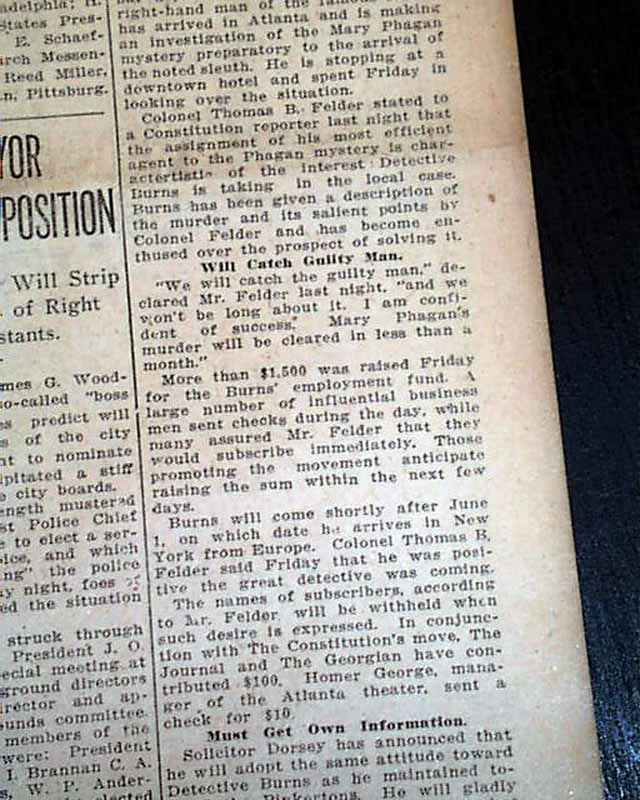 adelphia; H.
States Pres-
E. Schaef-
rch Messen-
Reed Miller,
n, Pittsburg.
YOR
POSITION
Will Strip
of Right
stants.
mes G. Wood-
so-called "boss
es predict will
s of the city
nt to nominate
ipitated a stiff
e city boards.
ength mustered
st Police Chief
e to elect a ser-
ice, and which
ng" the police
ay night, foes of
ed the situation
struck through
President J. O.
ecial meeting at
ground directors
irector and ap-
unds committee.
members of the
were: President
I. Brannan C. A.
s, W. P. Ander-
elected
right-hand man of the famous
has arrived in Atlanta and is making
an investigation of the Mary Phagan
mystery preparatory to the arrival of
the noted sleuth. He is stopping at a
downtown hotel and spent Friday in
looking over the situation.
Colonel Thomas B. Felder stated to
a Constitution reporter last night that
the assignment of his most efficient
agent to the Phagan mystery is char-
actertistic of the interest Detective
Burns is taking in the local case.
Burns has been given a description of
the murder and its salient points by
Colonel Felder and has become en-
thused over the prospect of solving it.
Will Catch Guilty Man.
"We will catch the guilty man," de-
clared Mr. Felder last night, "and we
won't be long about it. I am confi-
dent of success. Mary Phagan's
murder will be cleared in less than a
month."
More than $1,500 was raised Friday
for the Burns' employment fund. A
large number of influential business
men sent checks during the day, while
many assured Mr. Felder that they
would subscribe immediately. Those
promoting the movement anticipate
raising the sum within the next few
days.
Burns will come shortly after June
1, on which date he arrives in New
York from Europe. Colonel Thomas B.
Felder said Friday that he was posi-
tive the great detective was coming.
The names of subscribers, according
to Mr. Felder, will be withheld when
such desire is expressed. In conjunc-
tion with The Constitution's move, The
Journal and The Georgian have con-
tributed $100. Homer George, mana-
ger of the Atlanta theater, sent a
check for $10.
Must Get Own Information.
Solicitor Dorsey has announced that
he will adopt the same attitude toward
Detective Burns as he maintained to-
Pinkertons. He will gladly